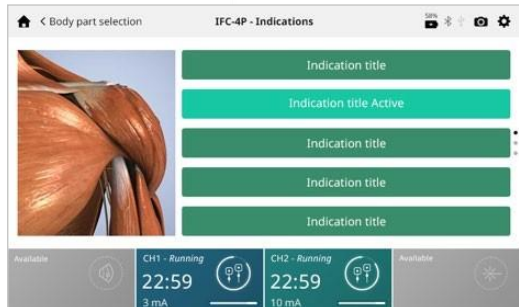 < Body part selection
IFC-4P - Indications
58%
Indication title
Indication title Active
Indication title
Indication title
Indication title
Available
CH1 - Running
22:59
3 mA
CH2 - Running
22:59
10 mA
Available